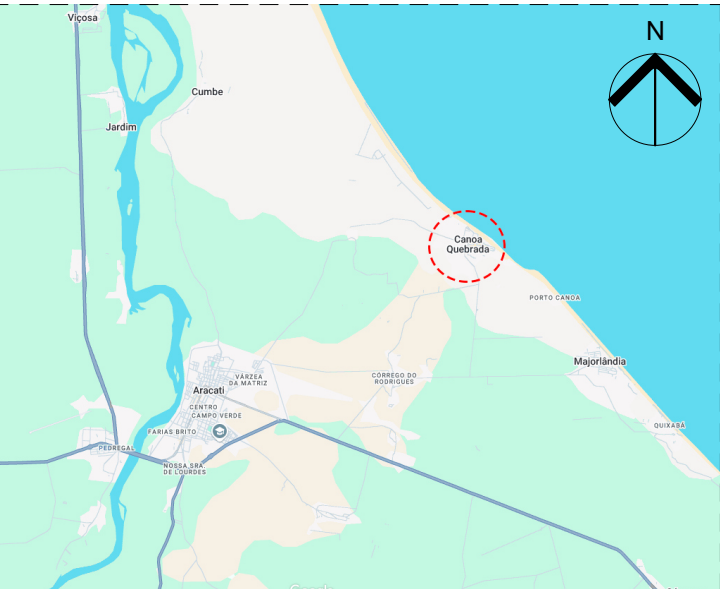 Viçosa
N
Cumbe
Jardim
Canoa
Quebrada
PORTO CANOA
Majorlândia
VÁRZEA
DA MATRIZ
CÓRREGO DO
RODRIGUES
Aracati
CENTRO
CAMPO VERDE
QUIXABÁ
FARIAS BRITO
PEDREGAL
NOSSA SRA.
DE LOURDES